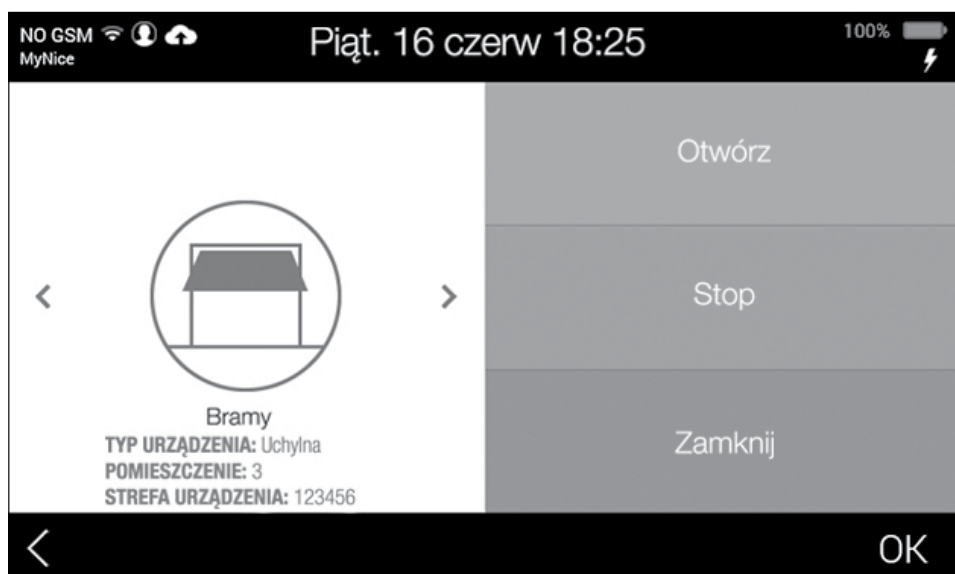 NO GSM
MyNice
Piąt. 16 czerw 18:25
100%
Bramy
TYP URZĄDZENIA: Uchylna
POMIESZCZENIE: 3
STREFA URZĄDZENIA: 123456
Otwórz
Stop
Zamknij
OK